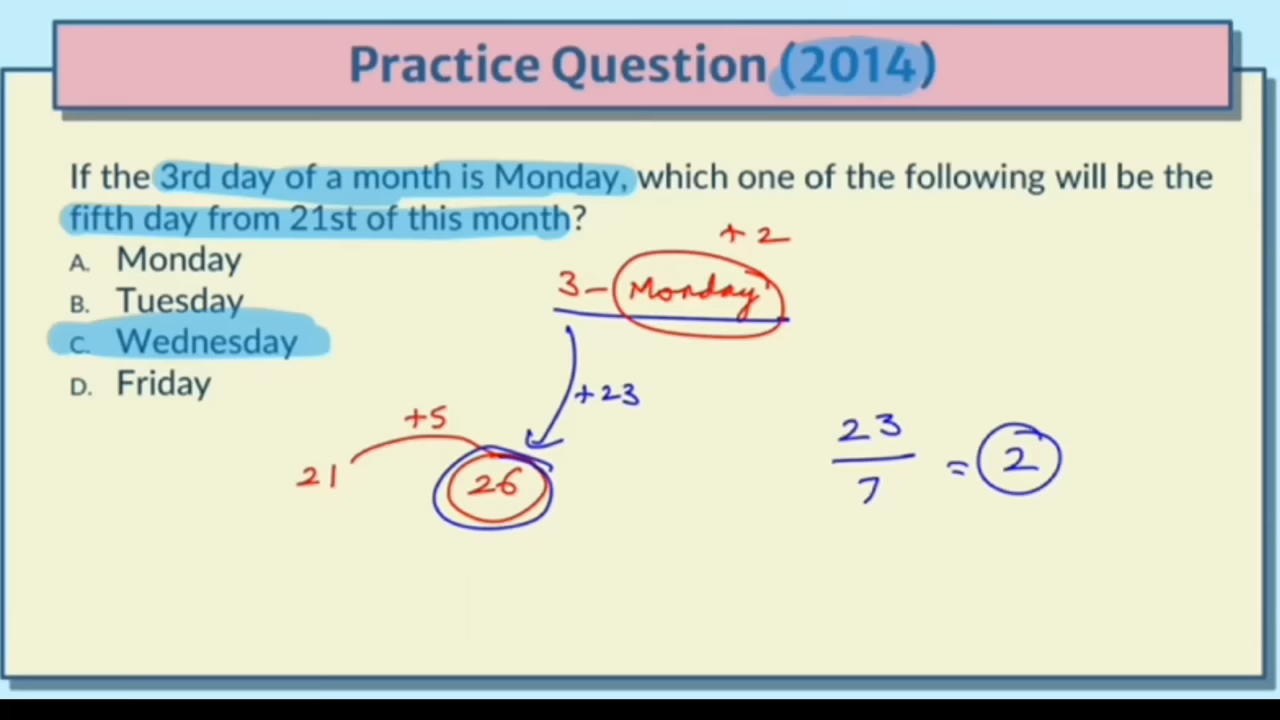 Practice Question (2014)
If the 3rd day of a month is Monday, which one of the following will be the
fifth day from 21st of this month?
A. Monday
B. Tuesday
C. Wednesday
D. Friday
+2
3 – Monday
+23
+5
21
26
23
7
= 2